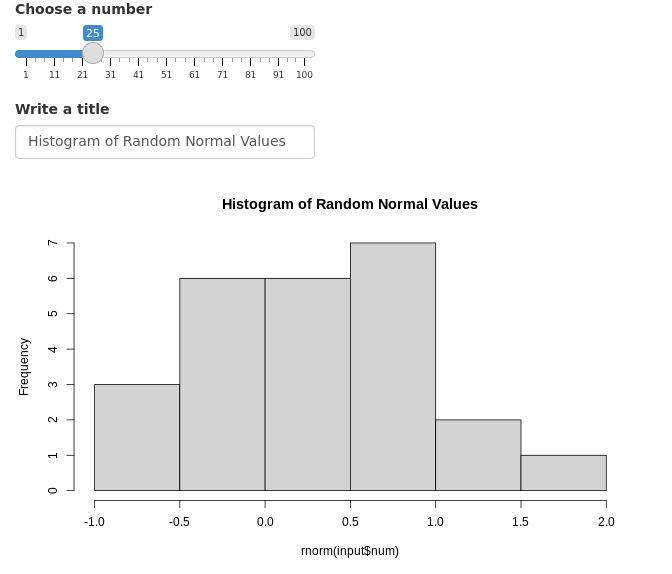 Choose a number
1 25 100
1 11 21 31 41 51 61 71 81 91 100
Write a title
Histogram of Random Normal Values
Histogram of Random Normal Values
7
6
5
4
3
2
1
0
Frequency
-1.0 -0.5 0.0 0.5 1.0 1.5 2.0
rnorm(input$num)